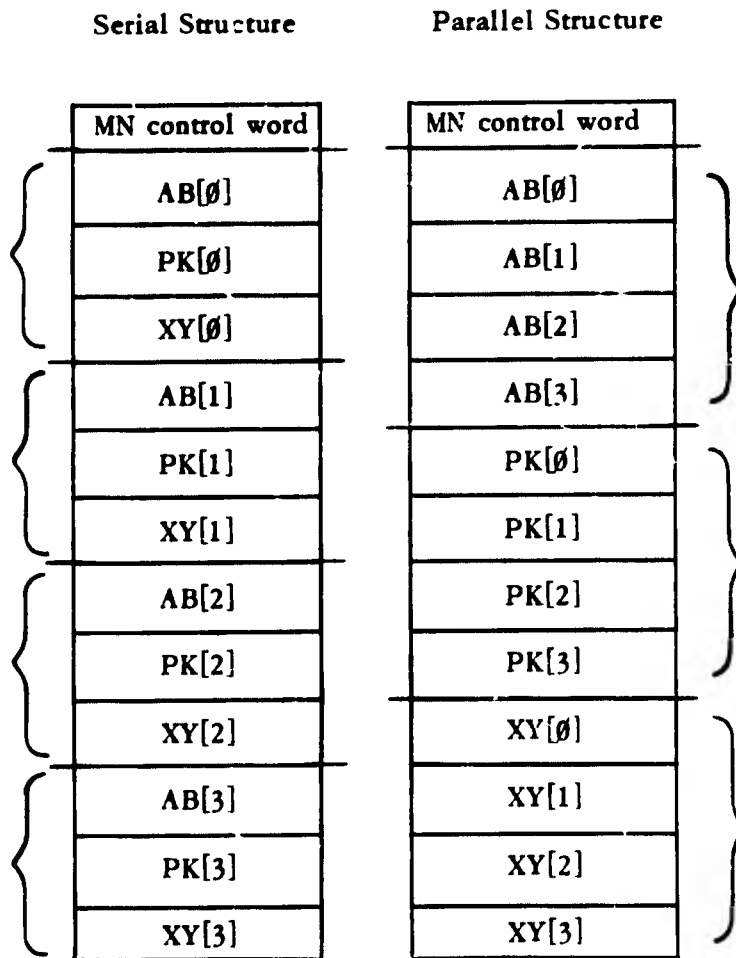 Serial Structure
MN control word
AB[Ø]
PK[Ø]
XY[Ø]
AB[1]
PK[1]
XY[1]
AB[2]
PK[2]
XY[2]
AB[3]
PK[3]
XY[3]
Parallel Structure
MN control word
AB[Ø]
AB[1]
AB[2]
AB[3]
PK[Ø]
PK[1]
PK[2]
PK[3]
XY[Ø]
XY[1]
XY[2]
XY[3]